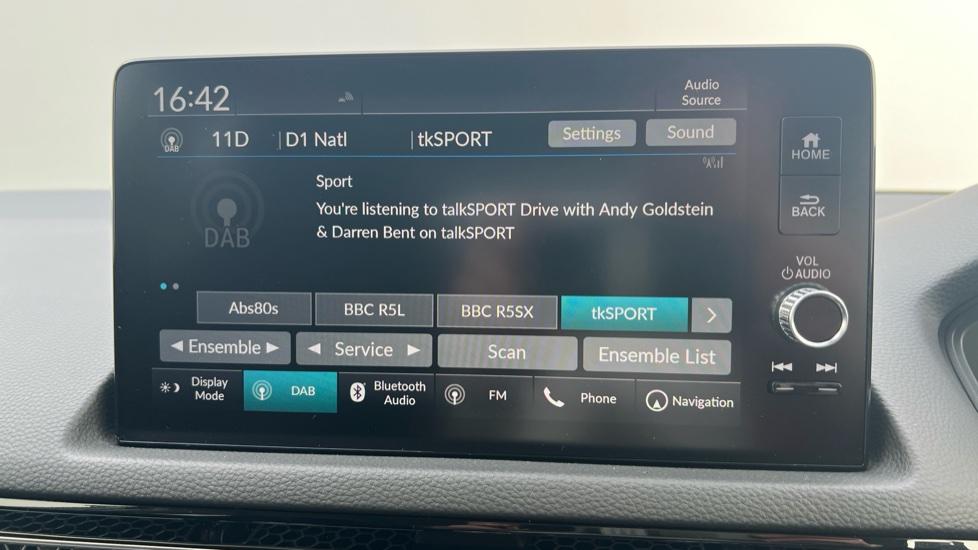 16:42
Audio
Source
DAB 11D D1 Natl tkSPORT Settings Sound
Sport
You're listening to talkSPORT Drive with Andy Goldstein
& Darren Bent on talkSPORT
DAB
Abs80s BBC R5L BBC R5SX tkSPORT
Ensemble Service Scan Ensemble List
Display
Mode
DAB
Bluetooth
Audio
FM
Phone
Navigation
HOME
BACK
VOL
AUDIO